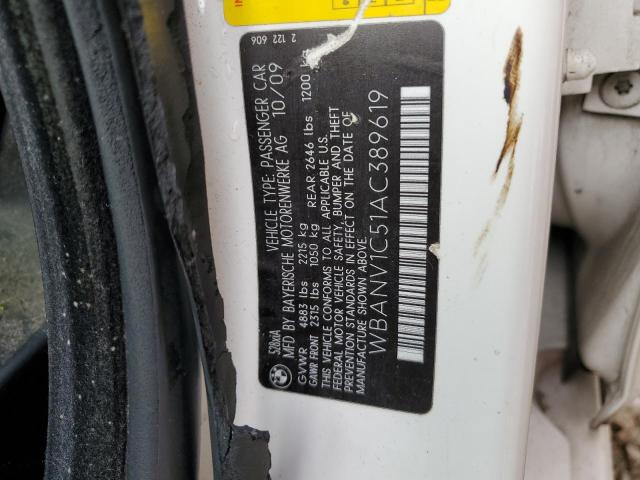 528xiA VEHICLE TYPE: PASSENGER CAR
MFD BY BAYERISCHE MOTORENWERKE AG 10/09
GVWR 4883 lbs 2215 kg
GAWR FRONT 2315 lbs 1050 kg REAR 2646 lbs 1200 kg
THIS VEHICLE CONFORMS TO ALL APPLICABLE U.S.
FEDERAL MOTOR VEHICLE SAFETY, BUMPER AND THEFT
PREVENTION STANDARDS IN EFFECT ON THE DATE OF
MANUFACTURE SHOWN ABOVE.
WBANV1C51AC389619
2 122 606